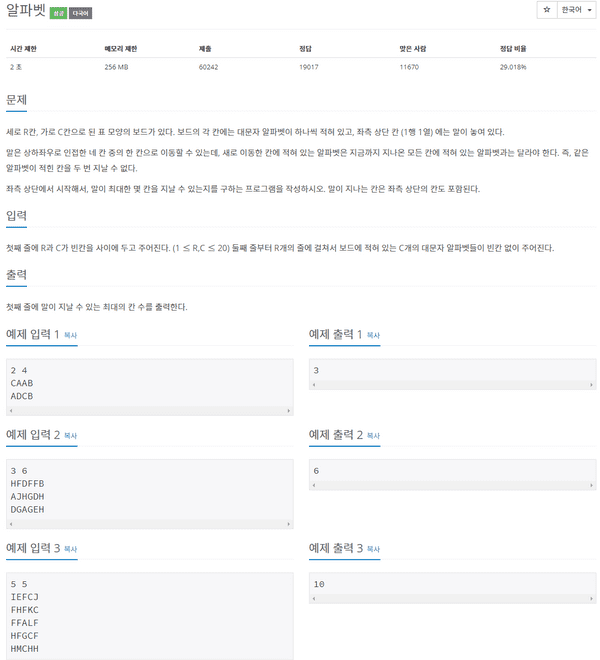 알파벳 성공 다국어
☆ 한국어
시간 제한 메모리 제한 제출 정답 맞은 사람 정답 비율
2 초 256 MB 60242 19017 11670 29.018%
문제
세로 R칸, 가로 C칸으로 된 표 모양의 보드가 있다. 보드의 각 칸에는 대문자 알파벳이 하나씩 적혀 있고, 좌측 상단 칸 (1행 1열) 에는 말이 놓여 있다.
말은 상하좌우로 인접한 네 칸 중의 한 칸으로 이동할 수 있는데, 새로 이동한 칸에 적혀 있는 알파벳은 지금까지 지나온 모든 칸에 적혀 있는 알파벳과는 달라야 한다. 즉, 같은
알파벳이 적힌 칸을 두 번 지날 수 없다.
좌측 상단에서 시작해서, 말이 최대한 몇 칸을 지날 수 있는지를 구하는 프로그램을 작성하시오. 말이 지나는 칸은 좌측 상단의 칸도 포함된다.
입력
첫째 줄에 R과 C가 빈칸을 사이에 두고 주어진다. (1 ≤ R,C ≤ 20) 둘째 줄부터 R개의 줄에 걸쳐서 보드에 적혀 있는 C개의 대문자 알파벳들이 빈칸 없이 주어진다.
출력
첫째 줄에 말이 지날 수 있는 최대의 칸 수를 출력한다.
예제 입력 1 복사
2 4
CAAB
ADCB
예제 출력 1 복사
3
예제 입력 2 복사
3 6
HFDFFB
AJHGDH
DGAGEH
예제 출력 2 복사
6
예제 입력 3 복사
5 5
IEFCJ
FHFKC
FFALF
HFGCF
HMCHH
예제 출력 3 복사
10